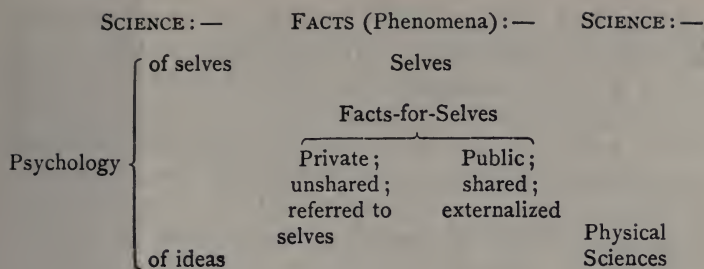 SCIENCE:— FACTS (Phenomena):— SCIENCE:—
of selves Selves
Facts-for-Selves
Psychology Private; Public;
unshared; shared;
referred to externalized
selves Physical
of ideas Sciences